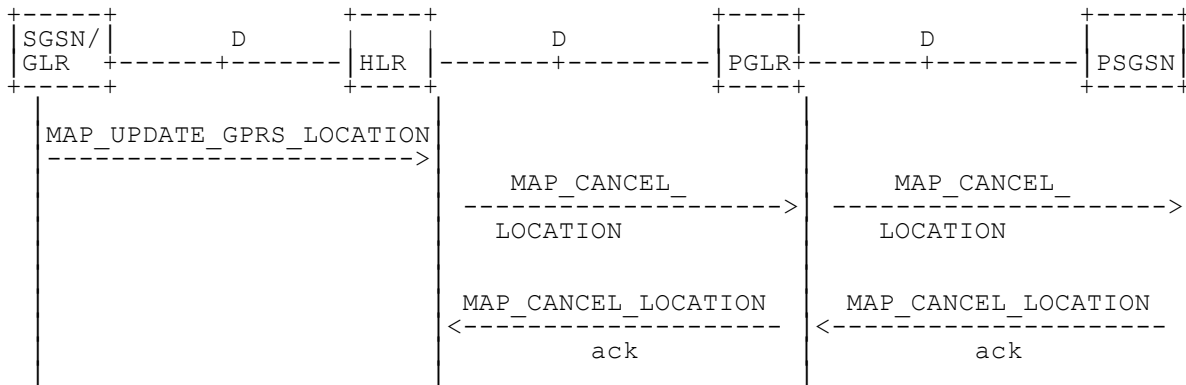 SGSN/ D D D
GLR HLR PGLR PSGSN
MAP_UPDATE_GPRS_LOCATION
MAP_CANCEL_ MAP_CANCEL_
LOCATION LOCATION
MAP_CANCEL_LOCATION MAP_CANCEL_LOCATION
ack ack